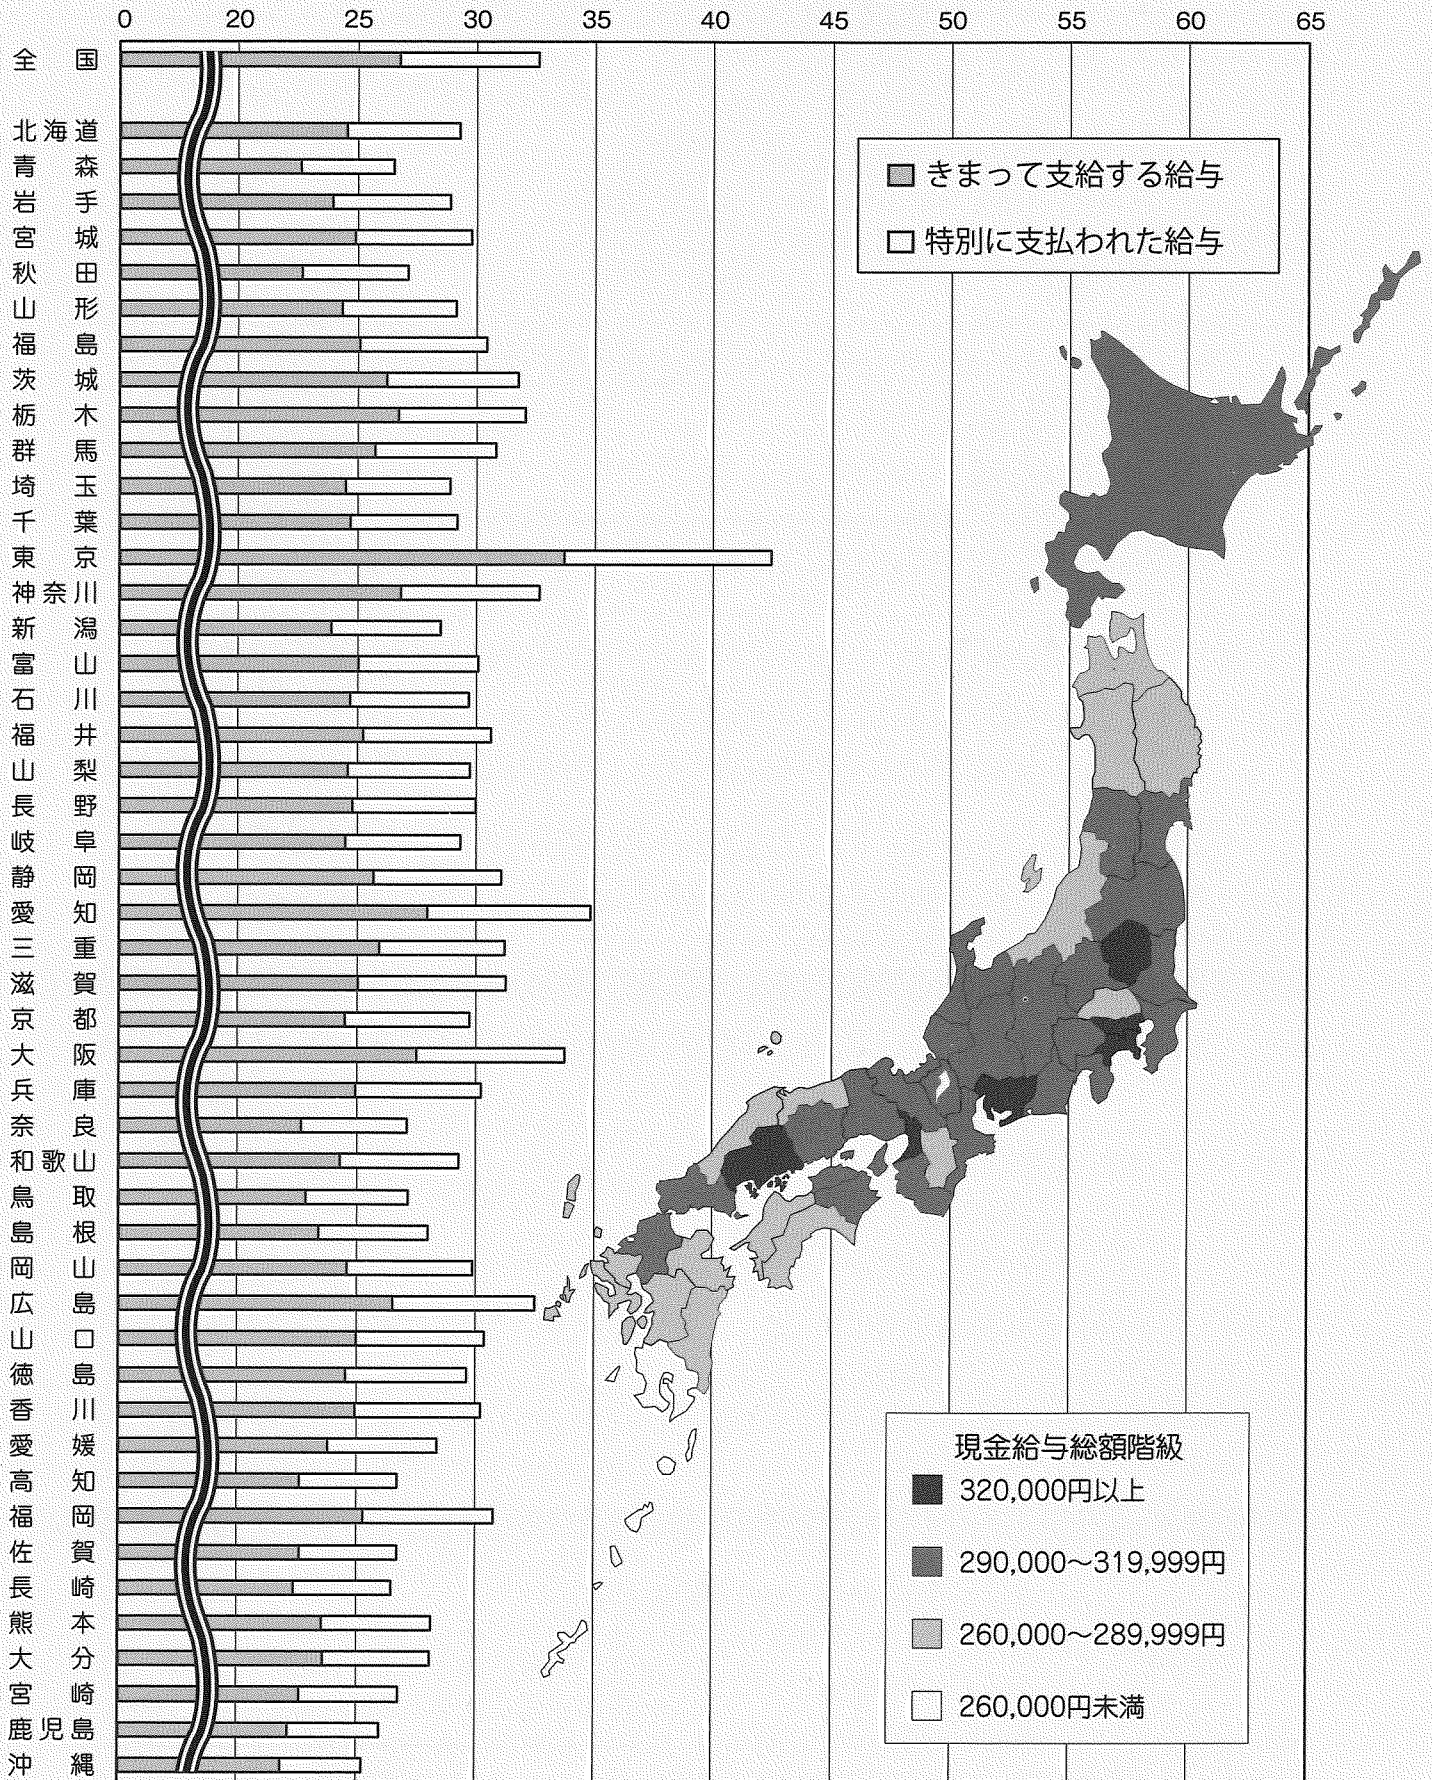 0 20 25 30 35 40 45 50 55 60 65
全国
北海道
青森
岩手
宮城
秋田
山形
福島
茨城
栃木
群馬
埼玉
千葉
東京
神奈川
新潟
富山
石川
福井
山梨
長野
岐阜
静岡
愛知
三重
滋賀
京都
大阪
兵庫
奈良
和歌山
鳥取
島根
岡山
広島
山口
徳島
香川
愛媛
高知
福岡
佐賀
長崎
熊本
大分
宮崎
鹿児島
沖縄
きまって支給する給与
特別に支払われた給与
現金給与総額階級
320,000円以上
290,000～319,999円
260,000～289,999円
260,000円未満